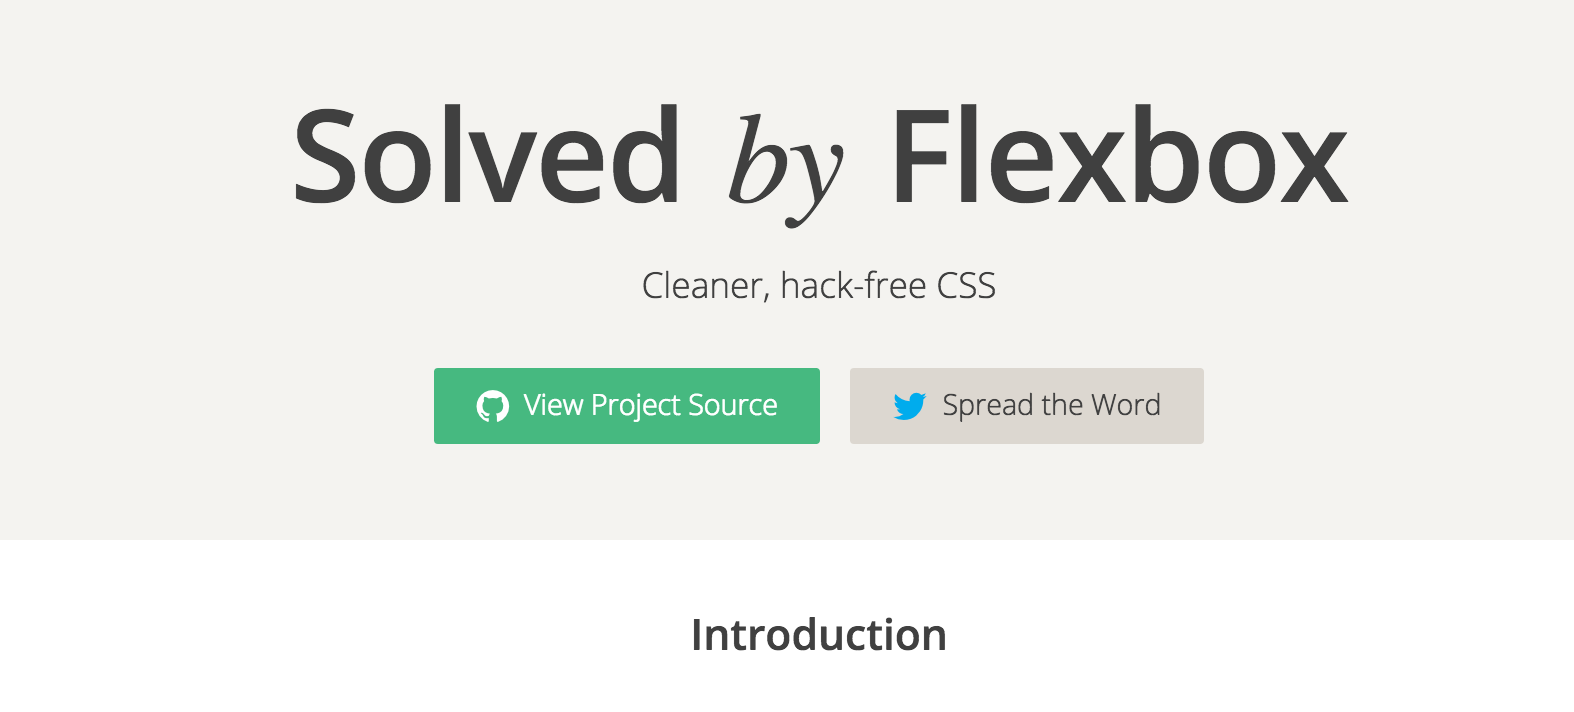 Solved by Flexbox
Cleaner, hack-free CSS
View Project Source
Spread the Word
Introduction